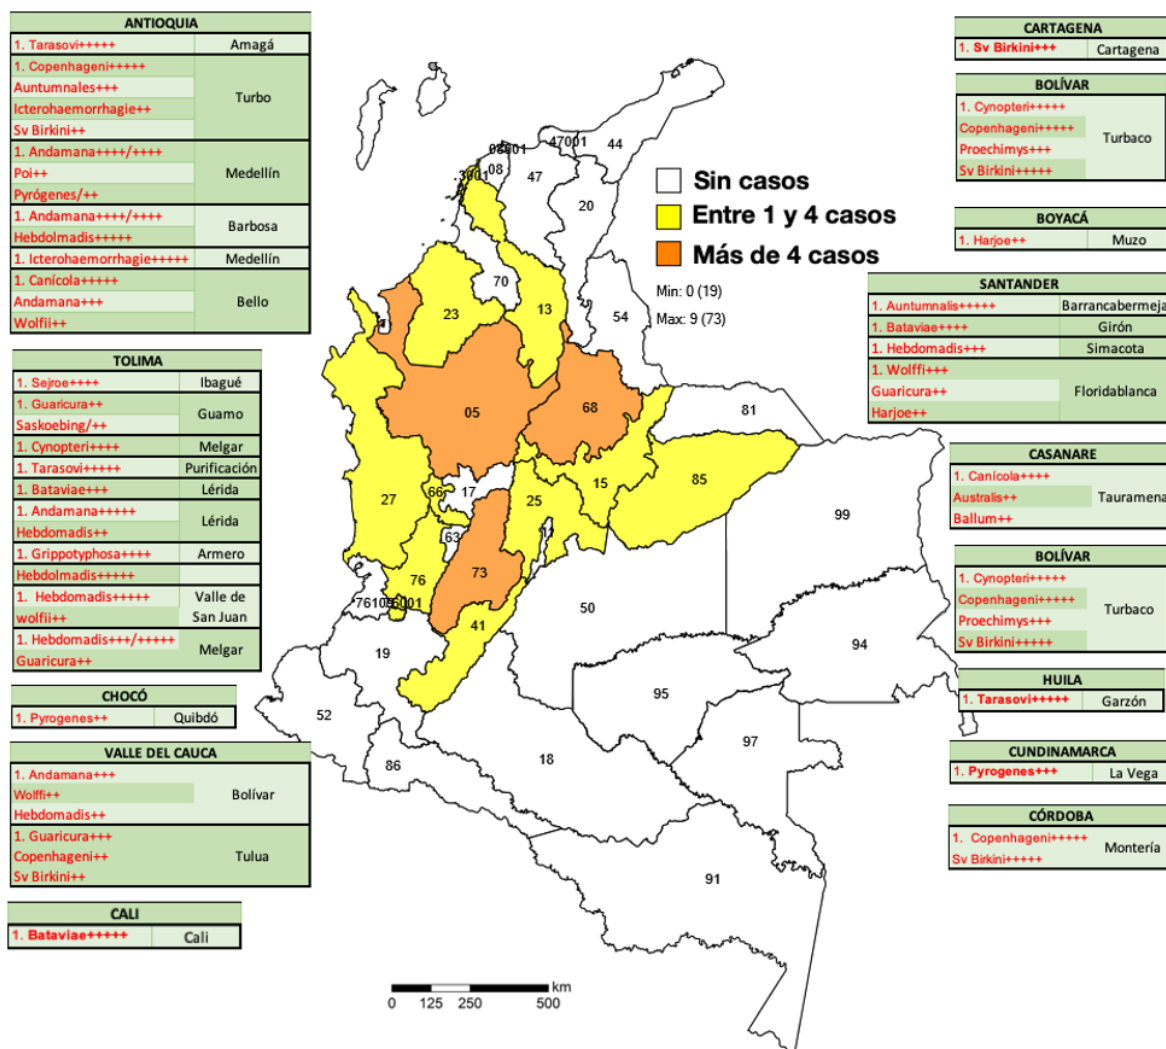 ANTIOQUIA
1. Tarasovi+++++ Amagá
1. Copenhageni+++++
Auntumnales+++
Icterohaemorrhagie++
Sv Birkini++
Turbo
1. Andamana++++/++++
Poi++
Pyrógenes/++
Medellín
1. Andamana++++/++++
Hebdolmadis+++++
Barbosa
1. Icterohaemorrhagie+++++ Medellín
1. Canícola+++++
Andamana+++
Wolfii++
Bello
TOLIMA
1. Sejroe++++ Ibagué
1. Guaricura++
Saskoebing/++
Guamo
1. Cynopteri++++ Melgar
1. Tarasovi+++++ Purificación
1. Bataviae+++ Lérida
1. Andamana+++++
Hebdomadis++
Lérida
1. Grippotyphosa++++ Armero
Hebdolmadis+++++
1. Hebdomadis+++++ Valle de
wolfii++ San Juan
1. Hebdomadis+++/+++++
Guaricura++
Melgar
CHOCÓ
1. Pyrogenes++ Quibdó
VALLE DEL CAUCA
1. Andamana+++
Wolffi++
Hebdomadis++
Bolívar
1. Guaricura+++
Copenhageni++
Sv Birkini++
Tulua
CALI
1. Bataviae+++++ Cali
44
47001
08
47
20
70
23
13
54
05
68
81
27
66
17
25
15
85
99
63
73
76
41
50
19
94
95
52
97
86
18
91
Sin casos
Entre 1 y 4 casos
Más de 4 casos
Min: 0 (19)
Max: 9 (73)
km
0 125 250 500
CARTAGENA
1. Sv Birkini+++ Cartagena
BOLÍVAR
1. Cynopteri+++++
Copenhageni+++++
Proechimys+++
Sv Birkini+++++
Turbaco
BOYACÁ
1. Harjoe++ Muzo
SANTANDER
1. Auntumnalis+++++ Barrancabermeja
1. Bataviae++++ Girón
1. Hebdomadis+++ Simacota
1. Wolffi+++
Guaricura++
Harjoe++
Floridablanca
CASANARE
1. Canícola++++
Australis++
Ballum++
Tauramena
BOLÍVAR
1. Cynopteri+++++
Copenhageni+++++
Proechimys+++
Sv Birkini+++++
Turbaco
HUILA
1. Tarasovi+++++ Garzón
CUNDINAMARCA
1. Pyrogenes+++ La Vega
CÓRDOBA
1. Copenhageni+++++
Sv Birkini+++++
Montería